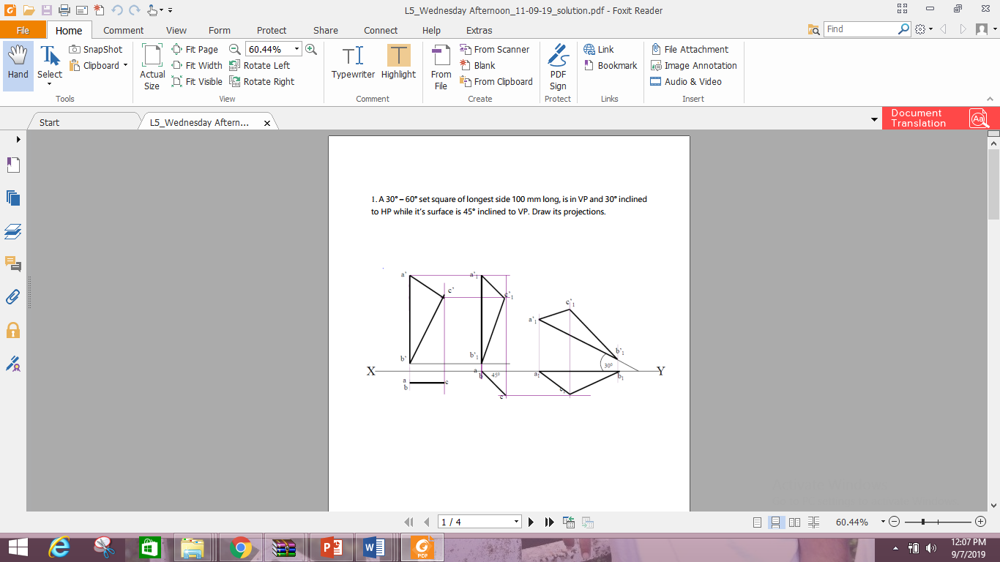 L5_Wednesday Afternoon_11-09-19_solution.pdf - Foxit Reader
File Home Comment View Form Protect Share Connect Help Extras
Find
Hand
Select
SnapShot
Clipboard
Actual Size
Fit Page
Fit Width
Fit Visible
60.44%
Rotate Left
Rotate Right
Typewriter
Highlight
From File
From Scanner
Blank
From Clipboard
PDF Sign
Link
Bookmark
File Attachment
Image Annotation
Audio & Video
Tools View Comment Create Protect Links Insert
Start
L5_Wednesday Aftern...
Document
Translation
1. A 30° – 60° set square of longest side 100 mm long, is in VP and 30° inclined
to HP while it's surface is 45° inclined to VP. Draw its projections.
a' a'1
c' c'1 c'1
a'1
b' b'1 b'1
X 45⁰ 30⁰ Y
a a a1 b1
b b c
c c1
1 / 4
60.44%
PDF
12:07 PM
9/7/2019